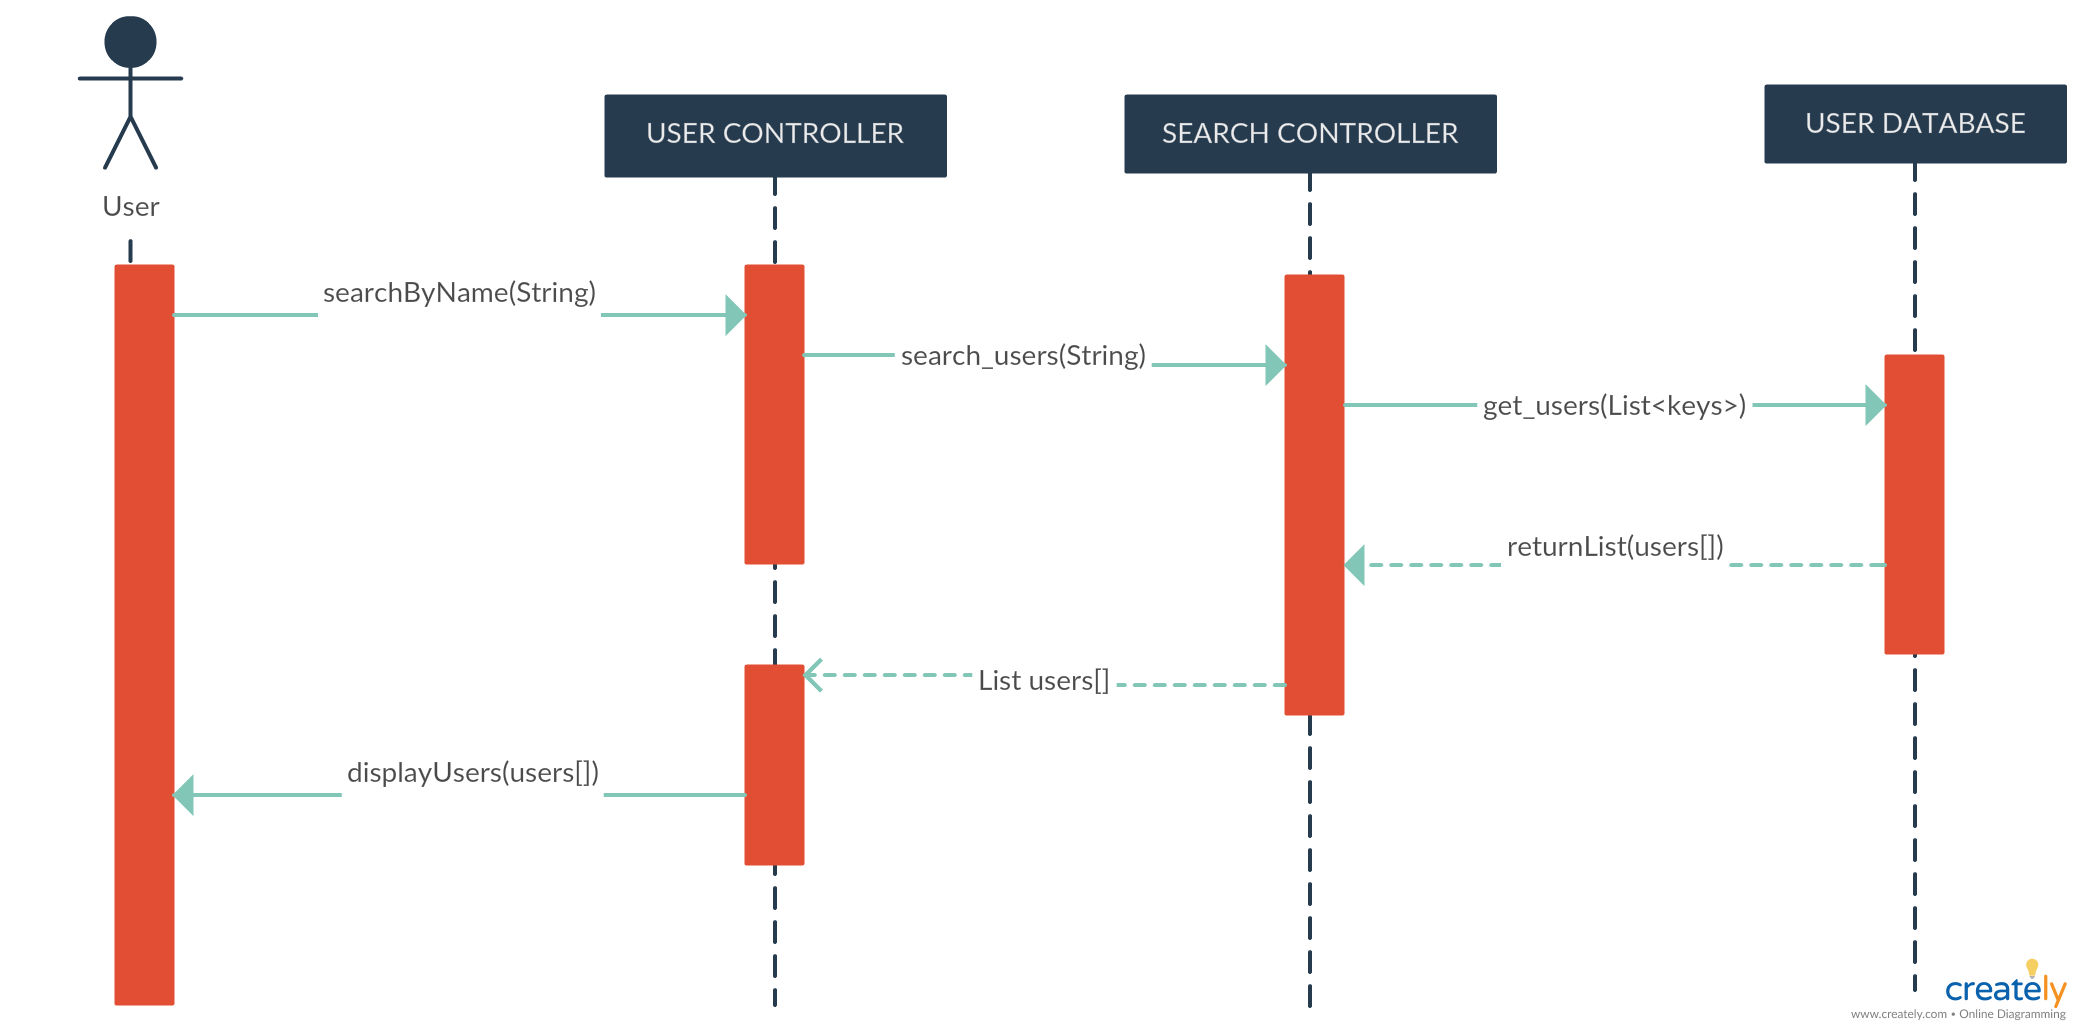 USER CONTROLLER
SEARCH CONTROLLER
USER DATABASE
User
searchByName(String)
search_users(String)
get_users(List<keys>)
returnList(users[])
List users[]
displayUsers(users[])
creately
www.creately.com • Online Diagramming